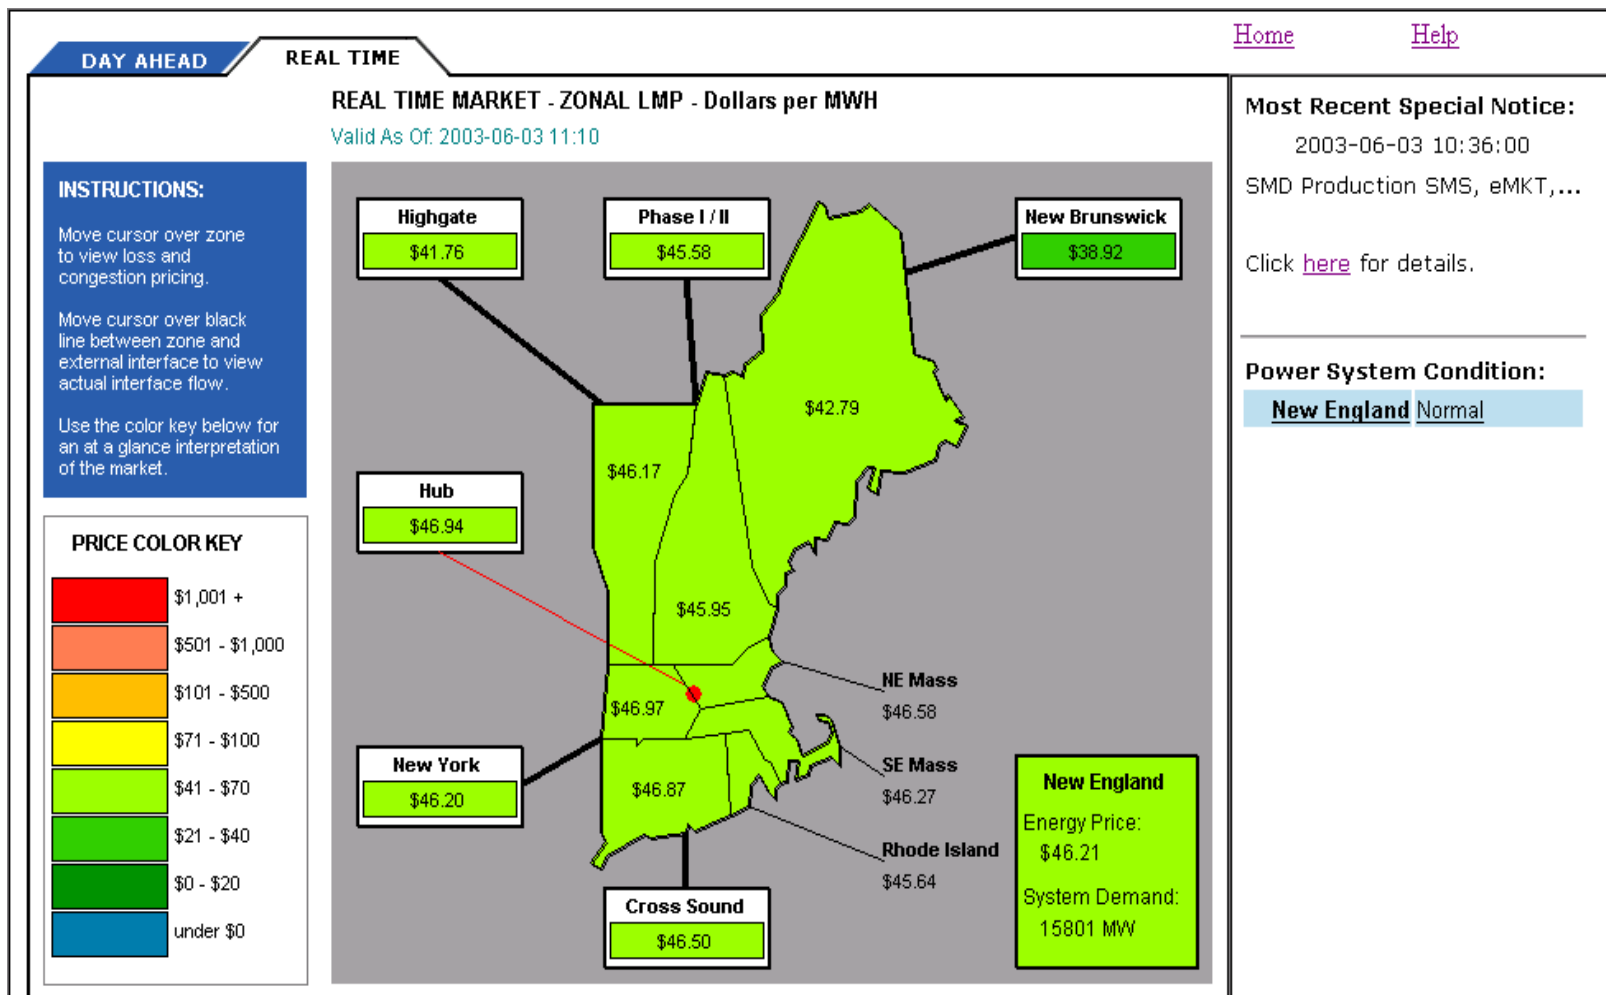 Home
Help
DAY AHEAD
REAL TIME
REAL TIME MARKET - ZONAL LMP - Dollars per MWH
Valid As Of: 2003-06-03 11:10
INSTRUCTIONS:
Move cursor over zone
to view loss and
congestion pricing.
Move cursor over black
line between zone and
external interface to view
actual interface flow.
Use the color key below for
an at a glance interpretation
of the market.
PRICE COLOR KEY
$1,001 +
$501 - $1,000
$101 - $500
$71 - $100
$41 - $70
$21 - $40
$0 - $20
under $0
Highgate
$41.76
Phase I / II
$45.58
New Brunswick
$38.92
$42.79
$46.17
Hub
$46.94
$45.95
NE Mass
$46.58
$46.97
New York
$46.20
SE Mass
$46.27
$46.87
Rhode Island
$45.64
Cross Sound
$46.50
New England
Energy Price:
$46.21
System Demand:
15801 MW
Most Recent Special Notice:
2003-06-03 10:36:00
SMD Production SMS, eMKT,...
Click here for details.
Power System Condition:
New England Normal